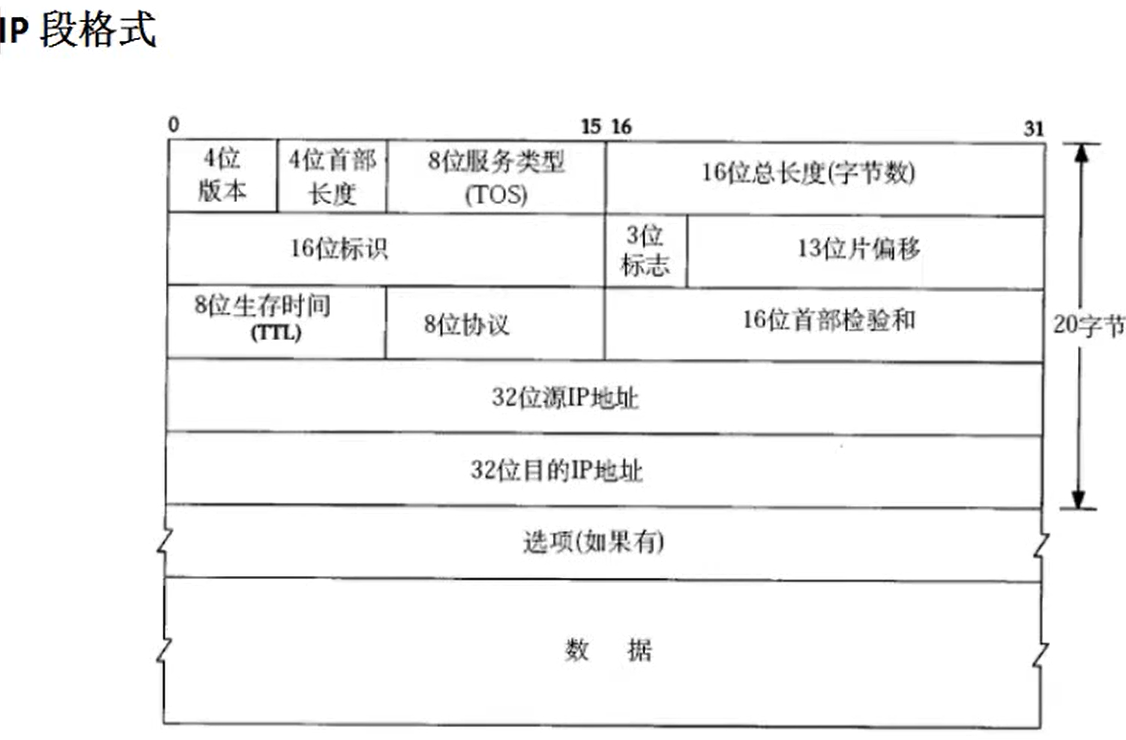 IP 段格式
0 15 16 31
4位 4位首部 8位服务类型 16位总长度(字节数)
版本 长度 (TOS)
16位标识 3位 13位片偏移
标志
8位生存时间 8位协议 16位首部检验和 20字节
(TTL)
32位源IP地址
32位目的IP地址
选项(如果有)
数 据